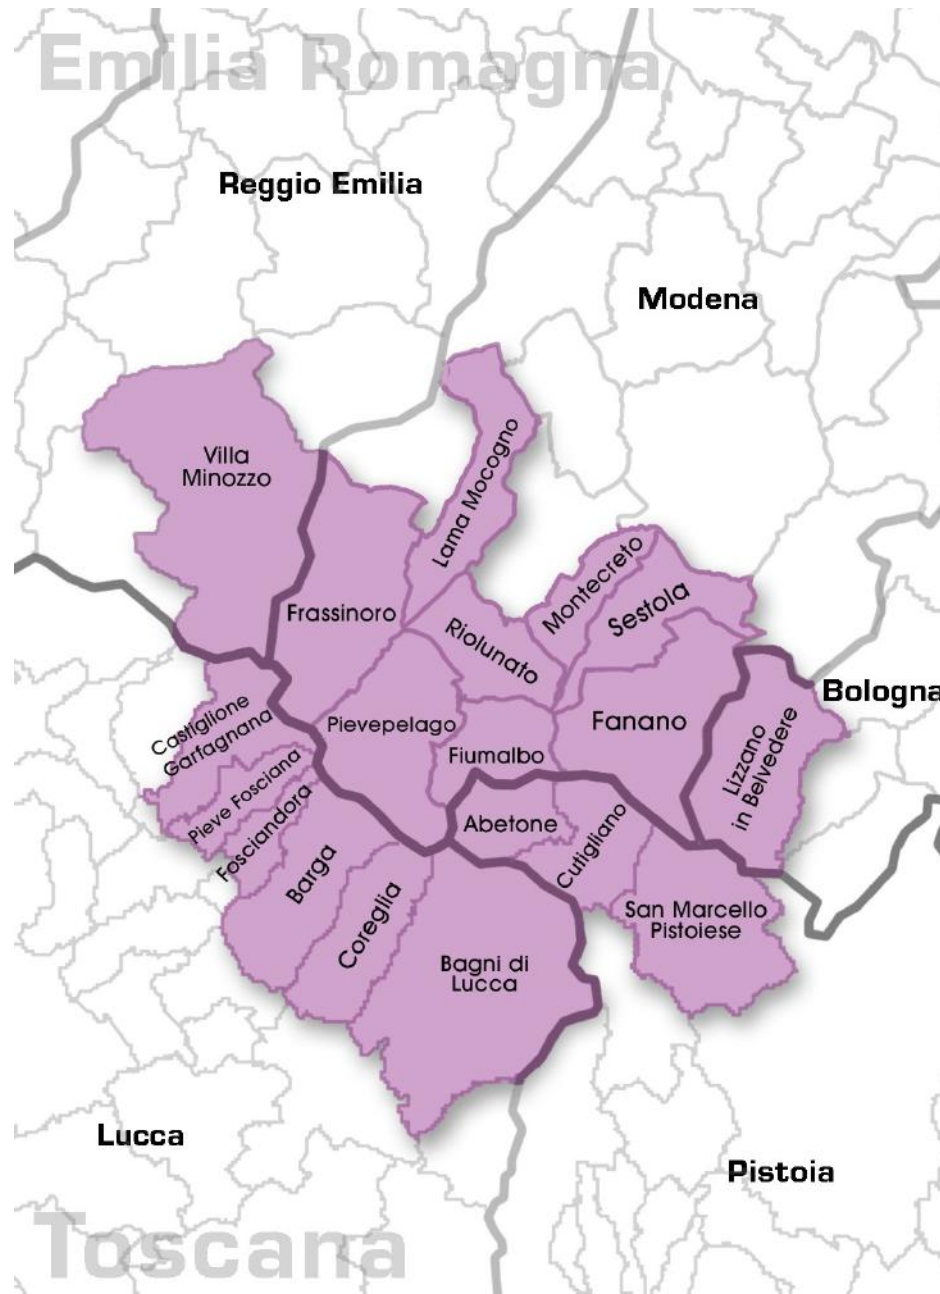 Emilia Romagna
Reggio Emilia
Modena
Villa
Minozzo
Lama Mocogno
Frassinoro
Montecreto
Sestola
Riolunato
Castiglione
Garfagnana
Pievepelago
Fanano
Bologna
Fiumalbo
Lizzano
in Belvedere
Pieve Fosciana
Fosciandora
Abetone
Cutigliano
Barga
Coreglia
San Marcello
Pistoiese
Bagni di
Lucca
Lucca
Pistoia
Toscana